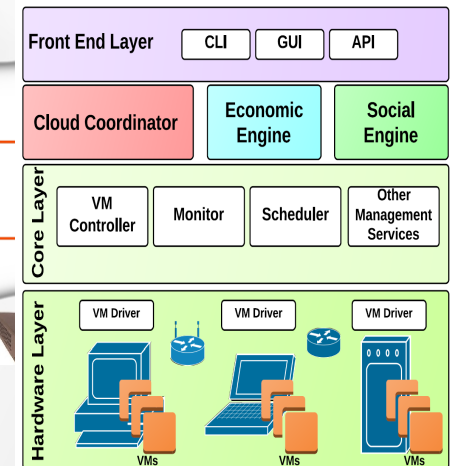 Front End Layer
CLI
GUI
API
Cloud Coordinator
Economic
Engine
Social
Engine
Core Layer
VM
Controller
Monitor
Scheduler
Other
Management
Services
Hardware Layer
VM Driver
VM Driver
VM Driver
VMs
VMs
VMs